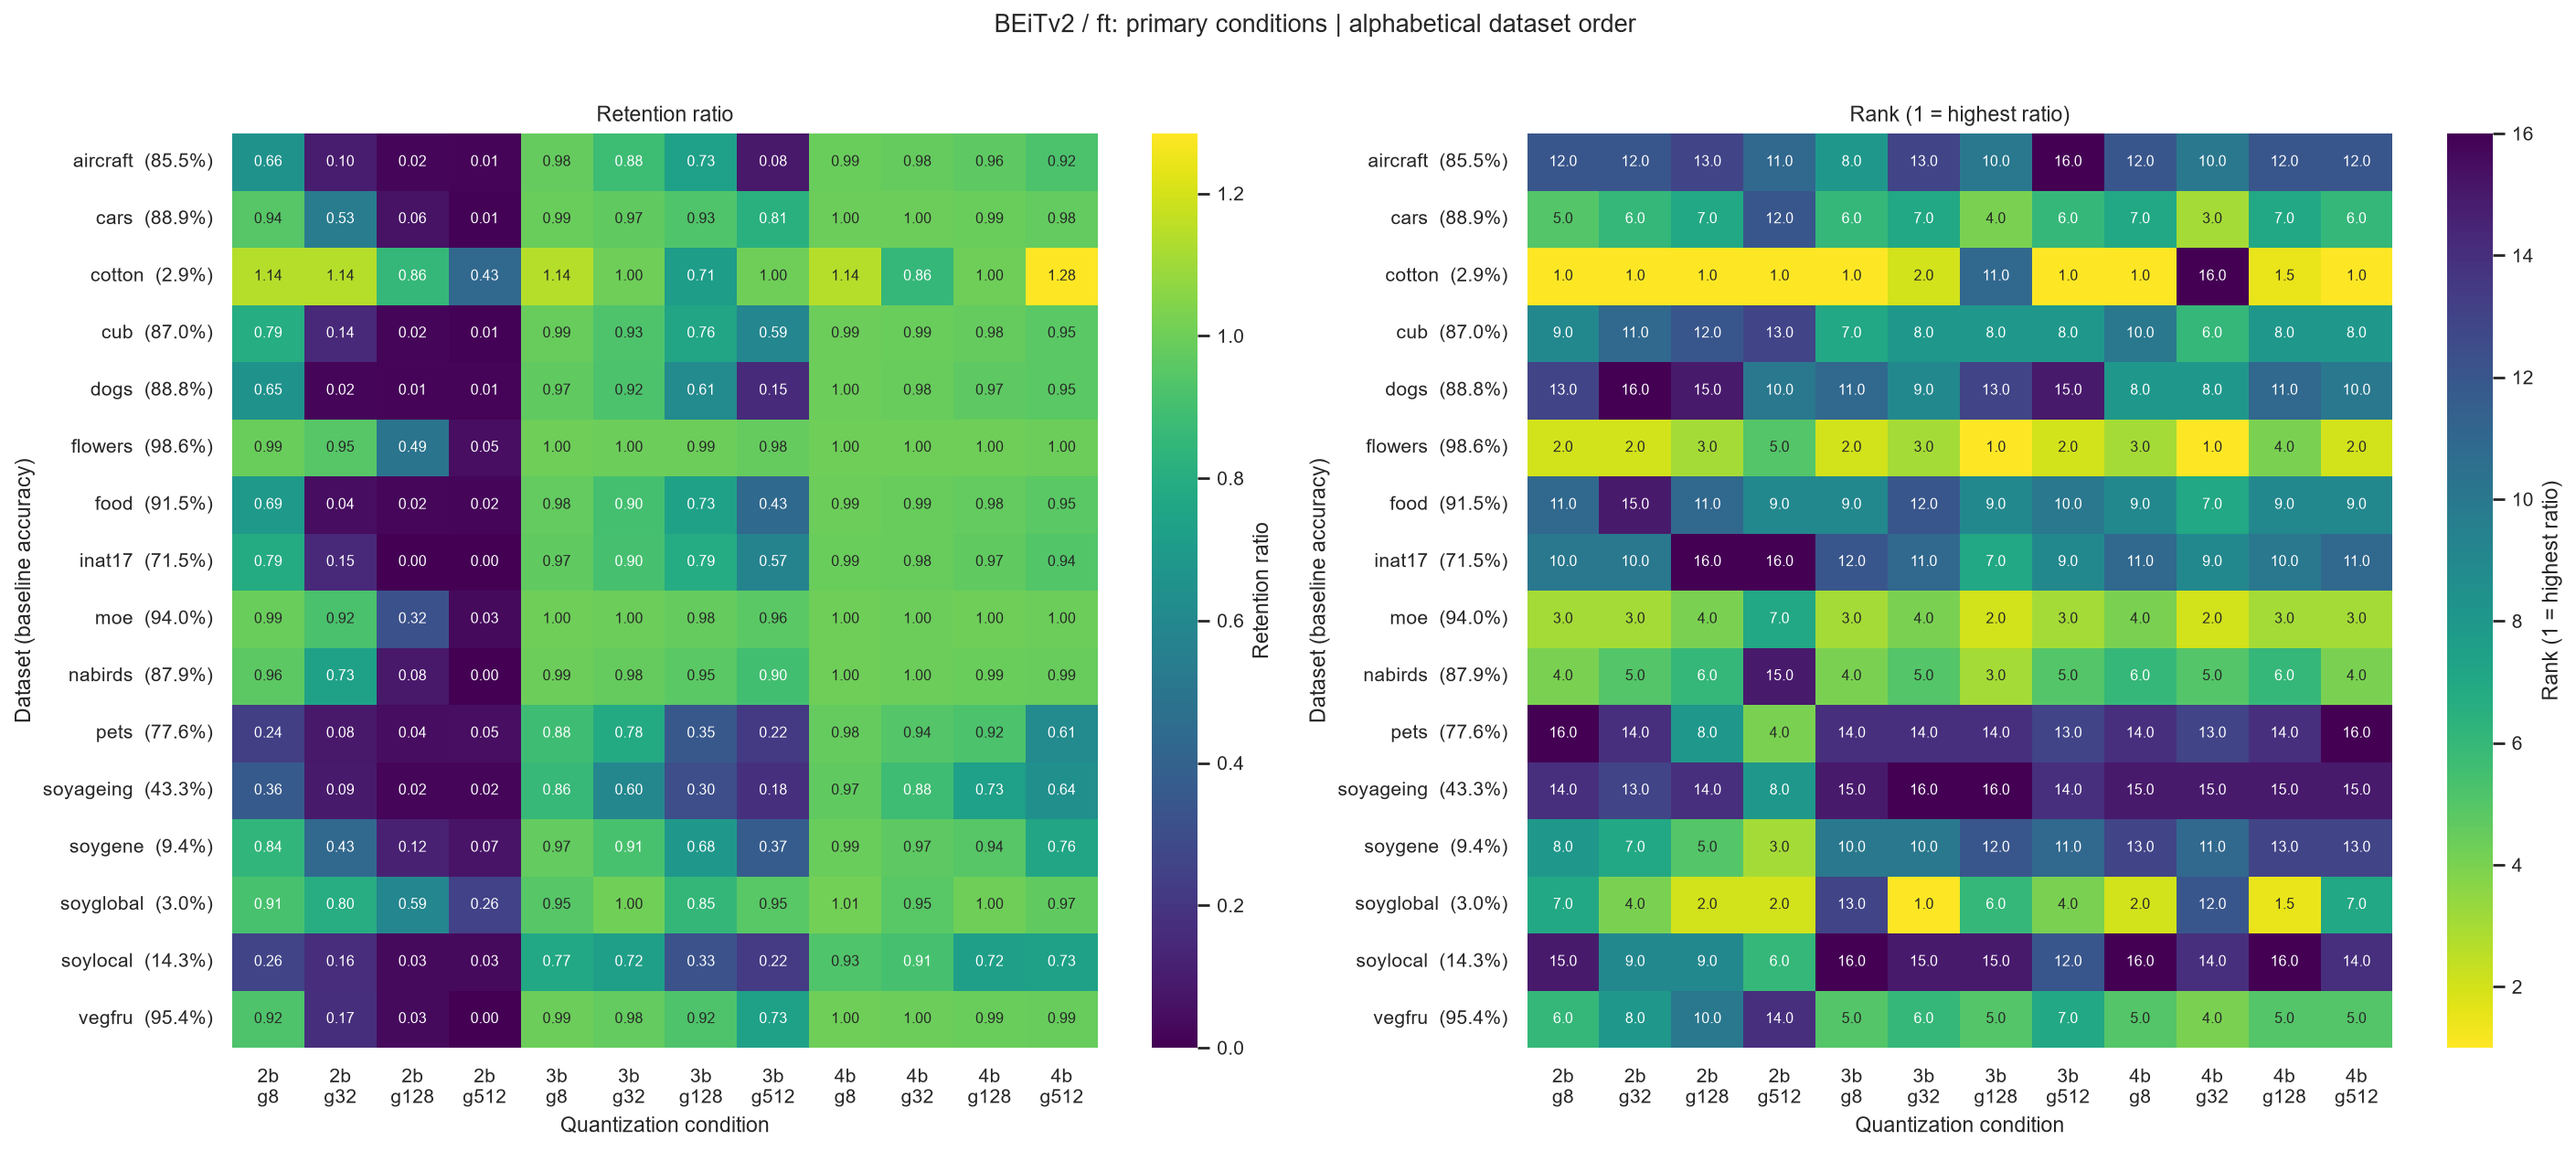 BEiTv2 / ft: primary conditions | alphabetical dataset order
Retention ratio
Dataset (baseline accuracy)
aircraft (85.5%) 0.66 0.10 0.02 0.01 0.98 0.88 0.73 0.08 0.99 0.98 0.96 0.92
cars (88.9%) 0.94 0.53 0.06 0.01 0.99 0.97 0.93 0.81 1.00 1.00 0.99 0.98
cotton (2.9%) 1.14 1.14 0.86 0.43 1.14 1.00 0.71 1.00 1.14 0.86 1.00 1.28
cub (87.0%) 0.79 0.14 0.02 0.01 0.99 0.93 0.76 0.59 0.99 0.99 0.98 0.95
dogs (88.8%) 0.65 0.02 0.01 0.01 0.97 0.92 0.61 0.15 1.00 0.98 0.97 0.95
flowers (98.6%) 0.99 0.95 0.49 0.05 1.00 1.00 0.99 0.98 1.00 1.00 1.00 1.00
food (91.5%) 0.69 0.04 0.02 0.02 0.98 0.90 0.73 0.43 0.99 0.99 0.98 0.95
inat17 (71.5%) 0.79 0.15 0.00 0.00 0.97 0.90 0.79 0.57 0.99 0.98 0.97 0.94
moe (94.0%) 0.99 0.92 0.32 0.03 1.00 1.00 0.98 0.96 1.00 1.00 1.00 1.00
nabirds (87.9%) 0.96 0.73 0.08 0.00 0.99 0.98 0.95 0.90 1.00 1.00 0.99 0.99
pets (77.6%) 0.24 0.08 0.04 0.05 0.88 0.78 0.35 0.22 0.98 0.94 0.92 0.61
soyageing (43.3%) 0.36 0.09 0.02 0.02 0.86 0.60 0.30 0.18 0.97 0.88 0.73 0.64
soygene (9.4%) 0.84 0.43 0.12 0.07 0.97 0.91 0.68 0.37 0.99 0.97 0.94 0.76
soyglobal (3.0%) 0.91 0.80 0.59 0.26 0.95 1.00 0.85 0.95 1.01 0.95 1.00 0.97
soylocal (14.3%) 0.26 0.16 0.03 0.03 0.77 0.72 0.33 0.22 0.93 0.91 0.72 0.73
vegfru (95.4%) 0.92 0.17 0.03 0.00 0.99 0.98 0.92 0.73 1.00 1.00 0.99 0.99
2b 2b 2b 2b 3b 3b 3b 3b 4b 4b 4b 4b
g8 g32 g128 g512 g8 g32 g128 g512 g8 g32 g128 g512
Quantization condition
1.2
1.0
0.8
0.6
0.4
0.2
0.0
Retention ratio
Rank (1 = highest ratio)
Dataset (baseline accuracy)
aircraft (85.5%) 12.0 12.0 13.0 11.0 8.0 13.0 10.0 16.0 12.0 10.0 12.0 12.0
cars (88.9%) 5.0 6.0 7.0 12.0 6.0 7.0 4.0 6.0 7.0 3.0 7.0 6.0
cotton (2.9%) 1.0 1.0 1.0 1.0 1.0 2.0 11.0 1.0 1.0 16.0 1.5 1.0
cub (87.0%) 9.0 11.0 12.0 13.0 7.0 8.0 8.0 8.0 10.0 6.0 8.0 8.0
dogs (88.8%) 13.0 16.0 15.0 10.0 11.0 9.0 13.0 15.0 8.0 8.0 11.0 10.0
flowers (98.6%) 2.0 2.0 3.0 5.0 2.0 3.0 1.0 2.0 3.0 1.0 4.0 2.0
food (91.5%) 11.0 15.0 11.0 9.0 9.0 12.0 9.0 10.0 9.0 7.0 9.0 9.0
inat17 (71.5%) 10.0 10.0 16.0 16.0 12.0 11.0 7.0 9.0 11.0 9.0 10.0 11.0
moe (94.0%) 3.0 3.0 4.0 7.0 3.0 4.0 2.0 3.0 4.0 2.0 3.0 3.0
nabirds (87.9%) 4.0 5.0 6.0 15.0 4.0 5.0 3.0 5.0 6.0 5.0 6.0 4.0
pets (77.6%) 16.0 14.0 8.0 4.0 14.0 14.0 14.0 13.0 14.0 13.0 14.0 16.0
soyageing (43.3%) 14.0 13.0 14.0 8.0 15.0 16.0 16.0 14.0 15.0 15.0 15.0 15.0
soygene (9.4%) 8.0 7.0 5.0 3.0 10.0 10.0 12.0 11.0 13.0 11.0 13.0 13.0
soyglobal (3.0%) 7.0 4.0 2.0 2.0 13.0 1.0 6.0 4.0 2.0 12.0 1.5 7.0
soylocal (14.3%) 15.0 9.0 9.0 6.0 16.0 15.0 15.0 12.0 16.0 14.0 16.0 14.0
vegfru (95.4%) 6.0 8.0 10.0 14.0 5.0 6.0 5.0 7.0 5.0 4.0 5.0 5.0
2b 2b 2b 2b 3b 3b 3b 3b 4b 4b 4b 4b
g8 g32 g128 g512 g8 g32 g128 g512 g8 g32 g128 g512
Quantization condition
16
14
12
10
8
6
4
2
Rank (1 = highest ratio)